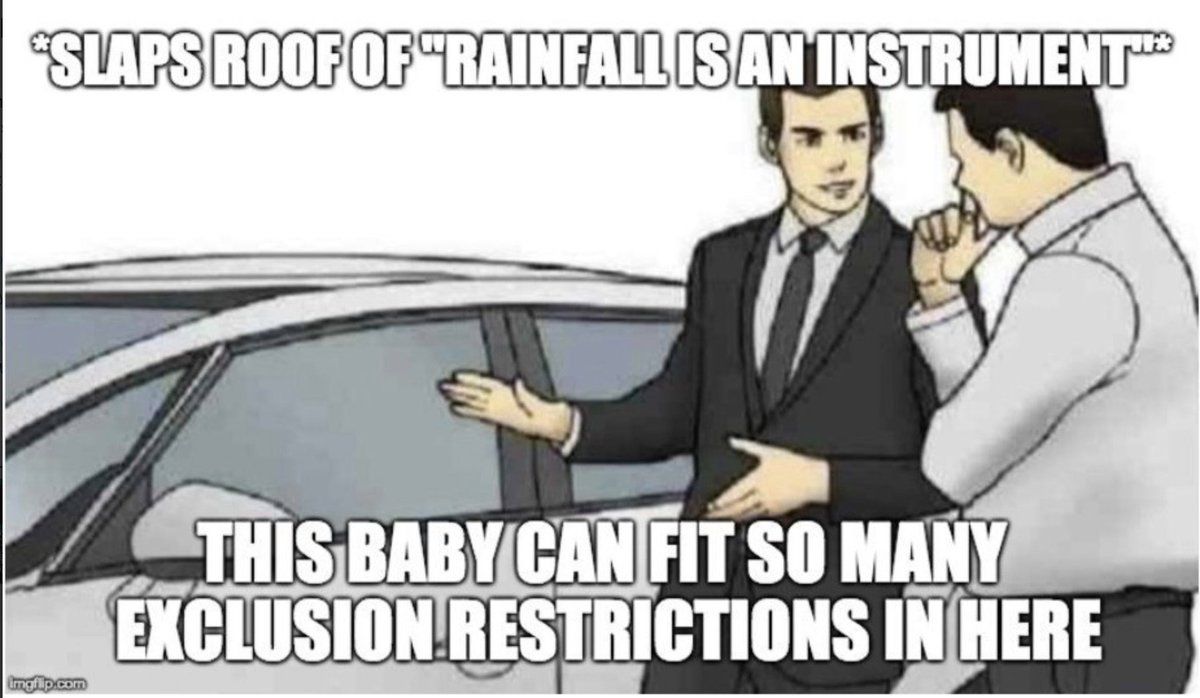 *SLAPS ROOF OF "RAINFALL IS AN INSTRUMENT"*
THIS BABY CAN FIT SO MANY
EXCLUSION RESTRICTIONS IN HERE
imgflip.com